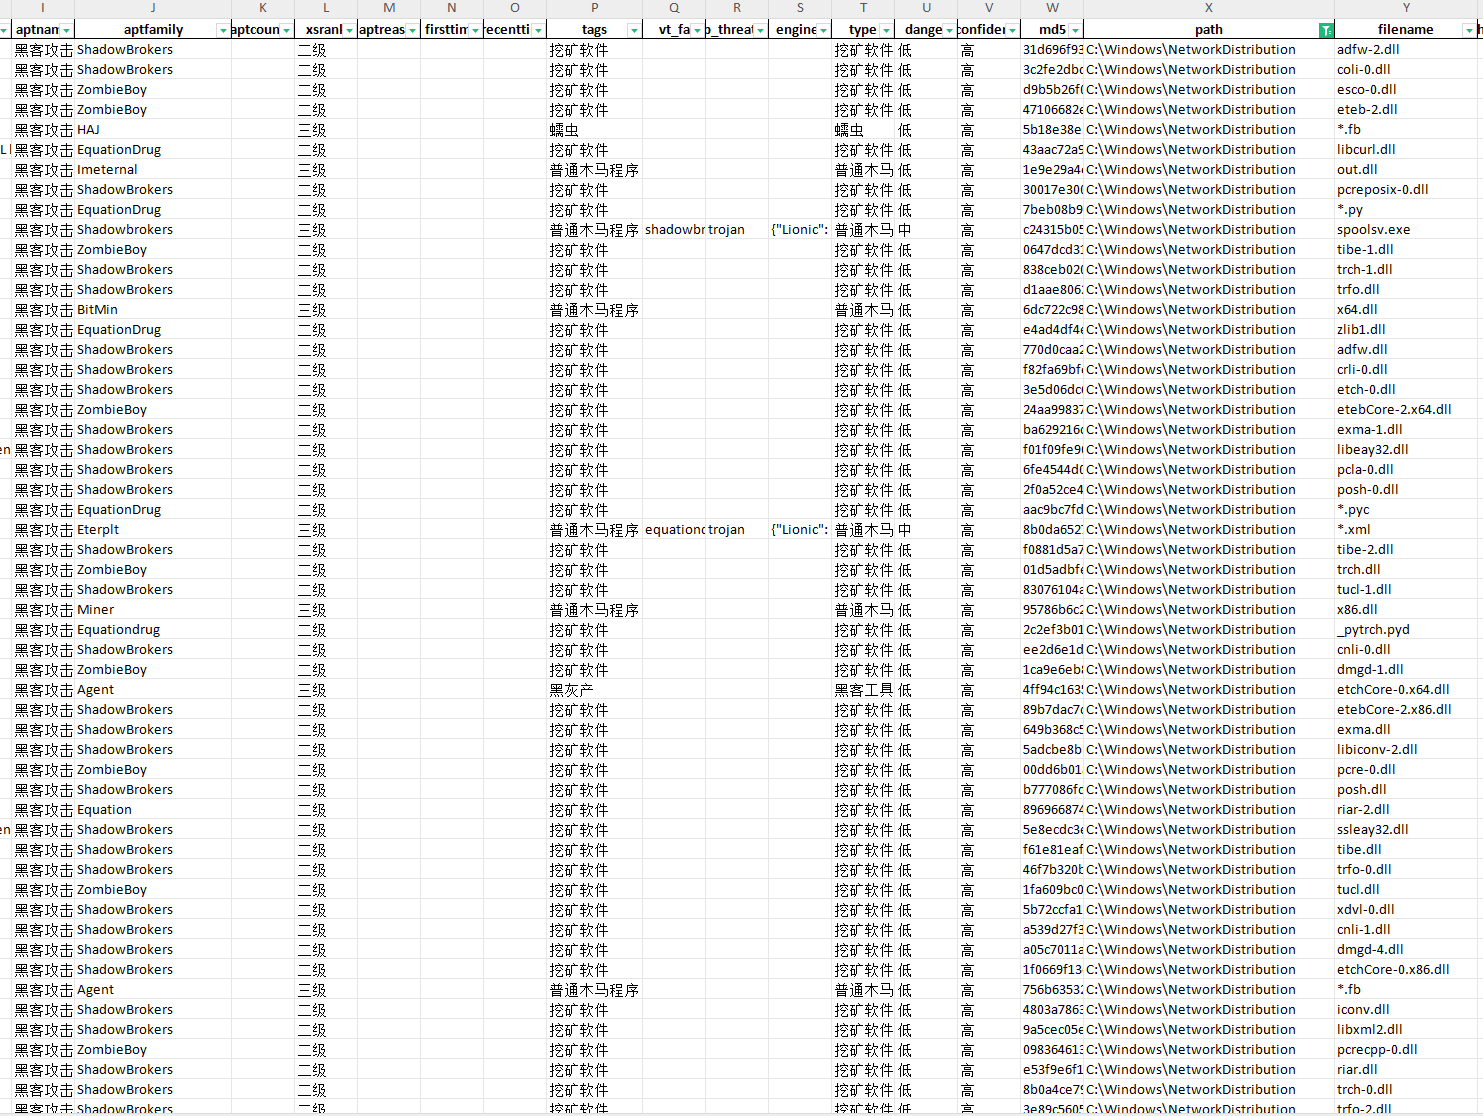 I J K L M N O P Q R S T U V W X Y
aptnam aptfamily aptcoun xsranl aptreas firsttim recentti tags vt_fa o_threat engine type dange confider md5 path filename
黑客攻击 ShadowBrokers 二级 挖矿软件 挖矿软件 低 高 31d696f93 C:\Windows\NetworkDistribution adfw-2.dll
黑客攻击 ShadowBrokers 二级 挖矿软件 挖矿软件 低 高 3c2fe2dbc C:\Windows\NetworkDistribution coli-0.dll
黑客攻击 ZombieBoy 二级 挖矿软件 挖矿软件 低 高 d9b5b26f C:\Windows\NetworkDistribution esco-0.dll
黑客攻击 ZombieBoy 二级 挖矿软件 挖矿软件 低 高 47106682 C:\Windows\NetworkDistribution eteb-2.dll
黑客攻击 HAJ 三级 蠕虫 蠕虫 低 高 5b18e38e C:\Windows\NetworkDistribution *.fb
L 黑客攻击 EquationDrug 二级 挖矿软件 挖矿软件 低 高 43aac72a9 C:\Windows\NetworkDistribution libcurl.dll
黑客攻击 Imeternal 三级 普通木马程序 普通木马 低 高 1e9e29a4 C:\Windows\NetworkDistribution out.dll
黑客攻击 ShadowBrokers 二级 挖矿软件 挖矿软件 低 高 30017e30 C:\Windows\NetworkDistribution pcreposix-0.dll
黑客攻击 EquationDrug 二级 挖矿软件 挖矿软件 低 高 7beb08b9 C:\Windows\NetworkDistribution *.py
黑客攻击 Shadowbrokers 三级 普通木马程序 shadowbr trojan {"Lionic": 普通木马 中 高 c24315b05 C:\Windows\NetworkDistribution spoolsv.exe
黑客攻击 ZombieBoy 二级 挖矿软件 挖矿软件 低 高 0647dcd31 C:\Windows\NetworkDistribution tibe-1.dll
黑客攻击 ShadowBrokers 二级 挖矿软件 挖矿软件 低 高 838ceb02 C:\Windows\NetworkDistribution trch-1.dll
黑客攻击 ShadowBrokers 二级 挖矿软件 挖矿软件 低 高 d1aae806 C:\Windows\NetworkDistribution trfo.dll
黑客攻击 BitMin 三级 普通木马程序 普通木马 低 高 6dc722c98 C:\Windows\NetworkDistribution x64.dll
黑客攻击 EquationDrug 二级 挖矿软件 挖矿软件 低 高 e4ad4df4 C:\Windows\NetworkDistribution zlib1.dll
黑客攻击 ShadowBrokers 二级 挖矿软件 挖矿软件 低 高 770d0caa2 C:\Windows\NetworkDistribution adfw.dll
黑客攻击 ShadowBrokers 二级 挖矿软件 挖矿软件 低 高 f82fa69bf C:\Windows\NetworkDistribution crli-0.dll
黑客攻击 ShadowBrokers 二级 挖矿软件 挖矿软件 低 高 3e5d06dc C:\Windows\NetworkDistribution etch-0.dll
黑客攻击 ZombieBoy 二级 挖矿软件 挖矿软件 低 高 24aa99837 C:\Windows\NetworkDistribution etebCore-2.x64.dll
黑客攻击 ShadowBrokers 二级 挖矿软件 挖矿软件 低 高 ba629216 C:\Windows\NetworkDistribution exma-1.dll
en 黑客攻击 ShadowBrokers 二级 挖矿软件 挖矿软件 低 高 f01f09fe9 C:\Windows\NetworkDistribution libeay32.dll
黑客攻击 ShadowBrokers 二级 挖矿软件 挖矿软件 低 高 6fe4544d C:\Windows\NetworkDistribution pcla-0.dll
黑客攻击 ShadowBrokers 二级 挖矿软件 挖矿软件 低 高 2f0a52ce4 C:\Windows\NetworkDistribution posh-0.dll
黑客攻击 EquationDrug 二级 挖矿软件 挖矿软件 低 高 aac9bc7fd C:\Windows\NetworkDistribution *.pyc
黑客攻击 Eterplt 三级 普通木马程序 equation trojan {"Lionic": 普通木马 中 高 8b0da652 C:\Windows\NetworkDistribution *.xml
黑客攻击 ShadowBrokers 二级 挖矿软件 挖矿软件 低 高 f0881d5a7 C:\Windows\NetworkDistribution tibe-2.dll
黑客攻击 ZombieBoy 二级 挖矿软件 挖矿软件 低 高 01d5adbf C:\Windows\NetworkDistribution trch.dll
黑客攻击 ShadowBrokers 二级 挖矿软件 挖矿软件 低 高 83076104 C:\Windows\NetworkDistribution tucl-1.dll
黑客攻击 Miner 三级 普通木马程序 普通木马 低 高 95786b6c2 C:\Windows\NetworkDistribution x86.dll
黑客攻击 Equationdrug 二级 挖矿软件 挖矿软件 低 高 2c2ef3b01 C:\Windows\NetworkDistribution _pytrch.pyd
黑客攻击 ShadowBrokers 二级 挖矿软件 挖矿软件 低 高 ee2d6e1d C:\Windows\NetworkDistribution cnli-0.dll
黑客攻击 ZombieBoy 二级 挖矿软件 挖矿软件 低 高 1ca9e6eb C:\Windows\NetworkDistribution dmgd-1.dll
黑客攻击 Agent 三级 黑灰产 黑客工具 低 高 4ff94c163 C:\Windows\NetworkDistribution etchCore-0.x64.dll
黑客攻击 ShadowBrokers 二级 挖矿软件 挖矿软件 低 高 89b7dac7 C:\Windows\NetworkDistribution etebCore-2.x86.dll
黑客攻击 ShadowBrokers 二级 挖矿软件 挖矿软件 低 高 649b368c5 C:\Windows\NetworkDistribution exma.dll
黑客攻击 ShadowBrokers 二级 挖矿软件 挖矿软件 低 高 5adcbe8b C:\Windows\NetworkDistribution libiconv-2.dll
黑客攻击 ZombieBoy 二级 挖矿软件 挖矿软件 低 高 00dd6b01 C:\Windows\NetworkDistribution pcre-0.dll
黑客攻击 ShadowBrokers 二级 挖矿软件 挖矿软件 低 高 b777086fc C:\Windows\NetworkDistribution posh.dll
黑客攻击 Equation 二级 挖矿软件 挖矿软件 低 高 896966874 C:\Windows\NetworkDistribution riar-2.dll
en 黑客攻击 ShadowBrokers 二级 挖矿软件 挖矿软件 低 高 5e8ecdc3 C:\Windows\NetworkDistribution ssleay32.dll
黑客攻击 ShadowBrokers 二级 挖矿软件 挖矿软件 低 高 f61e81eaf C:\Windows\NetworkDistribution tibe.dll
黑客攻击 ShadowBrokers 二级 挖矿软件 挖矿软件 低 高 46f7b320b C:\Windows\NetworkDistribution trfo-0.dll
黑客攻击 ZombieBoy 二级 挖矿软件 挖矿软件 低 高 1fa609bc0 C:\Windows\NetworkDistribution tucl.dll
黑客攻击 ShadowBrokers 二级 挖矿软件 挖矿软件 低 高 5b72ccfa1 C:\Windows\NetworkDistribution xdvl-0.dll
黑客攻击 ShadowBrokers 二级 挖矿软件 挖矿软件 低 高 a539d27f3 C:\Windows\NetworkDistribution cnli-1.dll
黑客攻击 ShadowBrokers 二级 挖矿软件 挖矿软件 低 高 a05c7011a C:\Windows\NetworkDistribution dmgd-4.dll
黑客攻击 ShadowBrokers 二级 挖矿软件 挖矿软件 低 高 1f0669f13 C:\Windows\NetworkDistribution etchCore-0.x86.dll
黑客攻击 Agent 三级 普通木马程序 普通木马 低 高 756b6353 C:\Windows\NetworkDistribution *.fb
黑客攻击 ShadowBrokers 二级 挖矿软件 挖矿软件 低 高 4803a7863 C:\Windows\NetworkDistribution iconv.dll
黑客攻击 ShadowBrokers 二级 挖矿软件 挖矿软件 低 高 9a5cec05e C:\Windows\NetworkDistribution libxml2.dll
黑客攻击 ZombieBoy 二级 挖矿软件 挖矿软件 低 高 098364613 C:\Windows\NetworkDistribution pcrecpp-0.dll
黑客攻击 ShadowBrokers 二级 挖矿软件 挖矿软件 低 高 e53f9e6f1 C:\Windows\NetworkDistribution riar.dll
黑客攻击 ShadowBrokers 二级 挖矿软件 挖矿软件 低 高 8b0a4ce79 C:\Windows\NetworkDistribution trch-0.dll
黑客攻击 ShadowBrokers 二级 挖矿软件 挖矿软件 低 高 3e89c5605 C:\Windows\NetworkDistribution trfo-2.dll